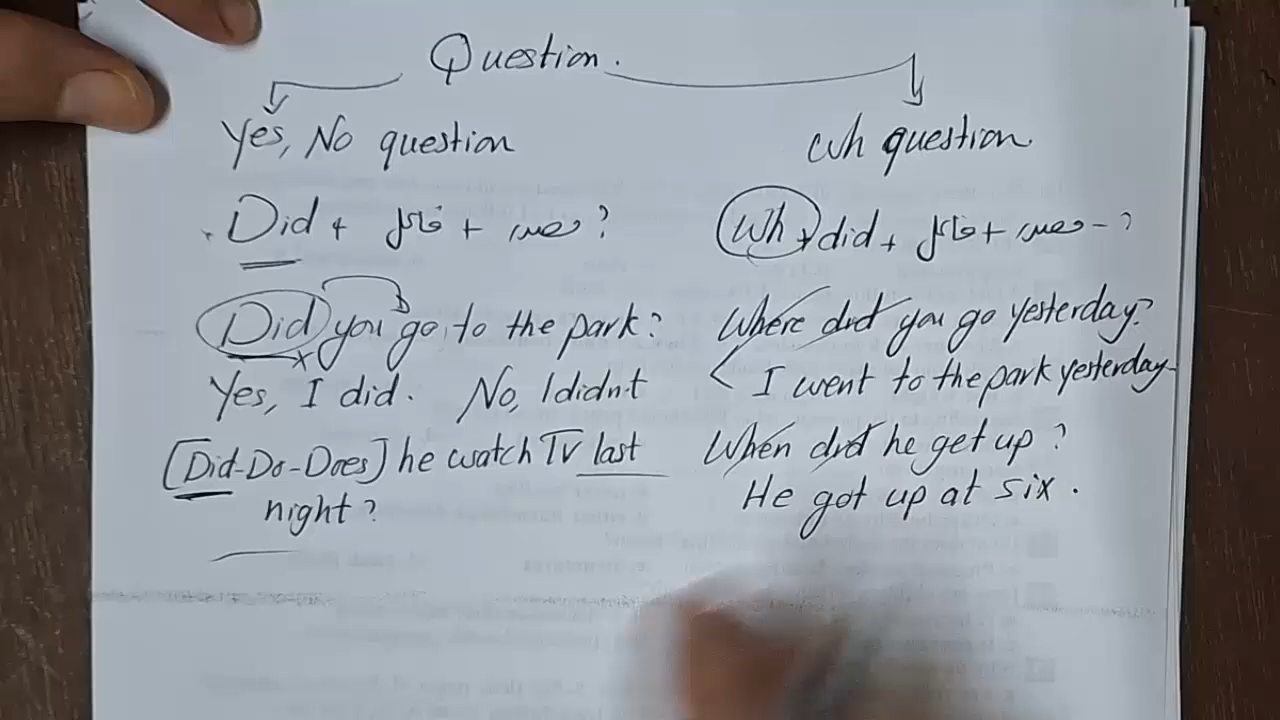 Question.
Yes, No question
Did + فاعل + مصدر ?
Did you go to the park?
Yes, I did. No, I didn't
[Did-Do-Does] he watch TV last
night?
Wh question
Wh + did + فاعل + مصدر - ?
Where did you go yesterday?
I went to the park yesterday
When did he get up?
He got up at six.